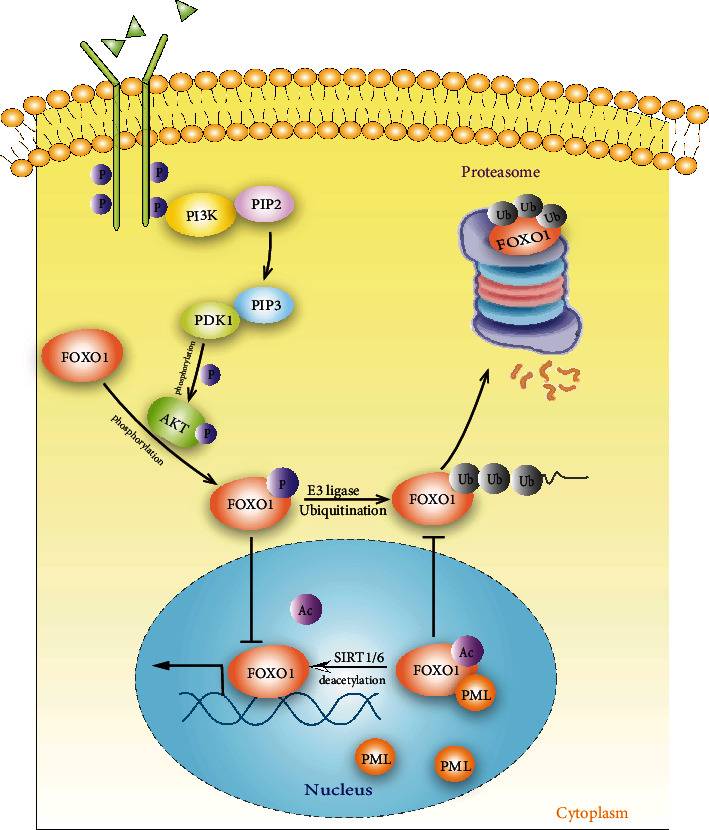 Proteasome
P
P
P
P
PI3K
PIP2
Ub
Ub
Ub
FOXO1
PIP3
PDK1
phosphorylation
P
FOXO1
AKT
P
phosphorylation
FOXO1
P
E3 ligase
Ubiquitination
FOXO1
Ub
Ub
Ub
Ac
FOXO1
SIRT1/6
deacetylation
FOXO1
Ac
PML
PML
PML
Nucleus
Cytoplasm